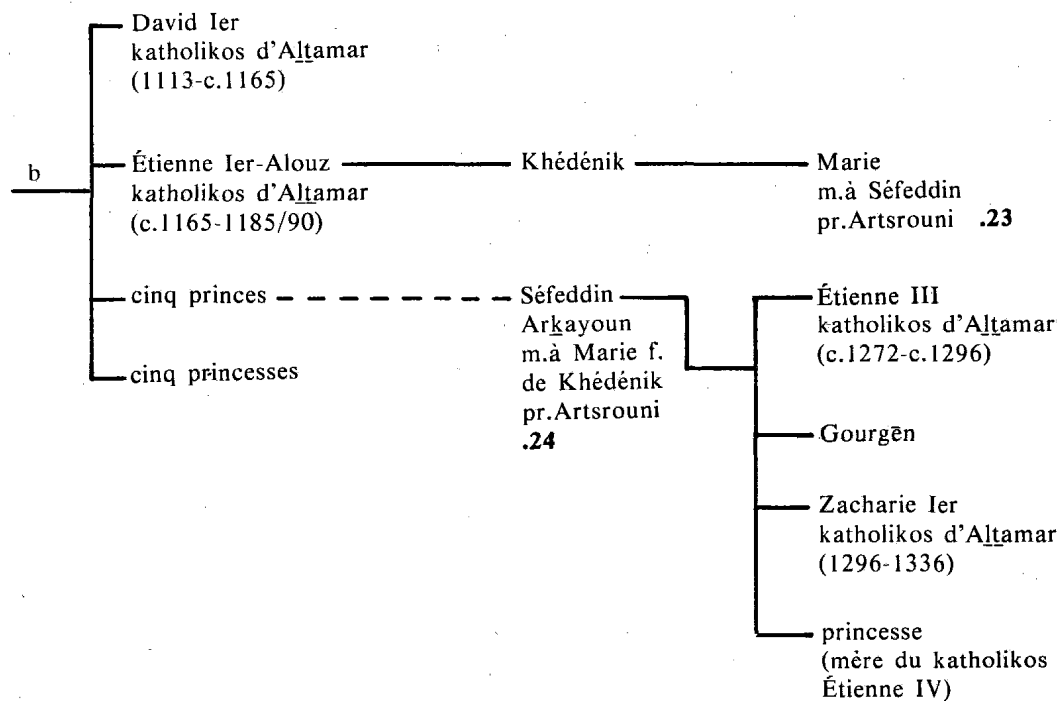 David Ier
katholikos d'Altamar
(1113-c.1165)
b
Étienne Ier-Alouz
katholikos d'Altamar
(c.1165-1185/90)
Khédénik
Marie
m.à Séfeddin
pr.Artsrouni .23
cinq princes
Séfeddin
Arkayoun
m.à Marie f.
de Khédénik
pr.Artsrouni
.24
cinq princesses
Étienne III
katholikos d'Altamar
(c.1272-c.1296)
Gourgēn
Zacharie Ier
katholikos d'Altamar
(1296-1336)
princesse
(mère du katholikos
Étienne IV)